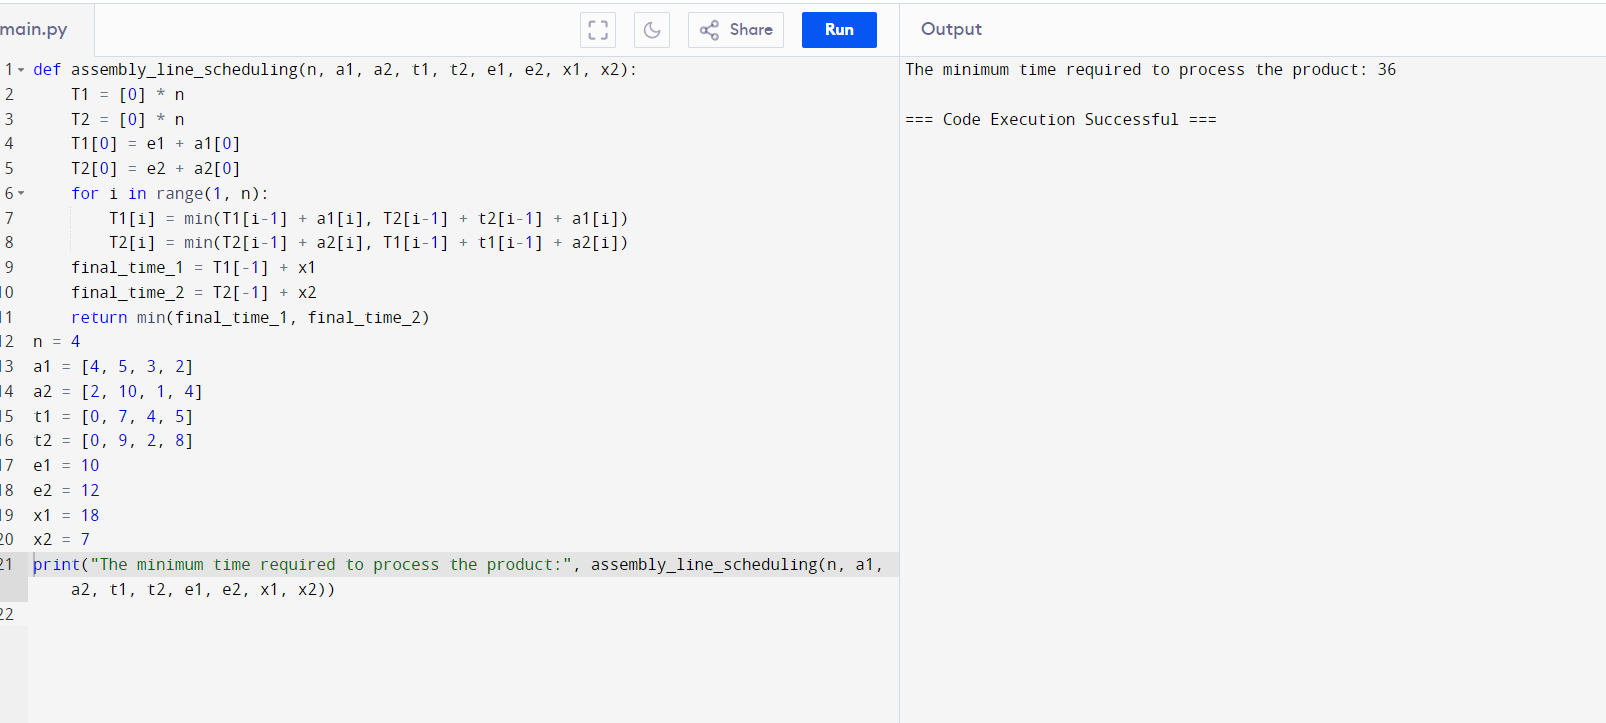 main.py
Share
Run
Output
1 def assembly_line_scheduling(n, a1, a2, t1, t2, e1, e2, x1, x2):
2     T1 = [0] * n
3     T2 = [0] * n
4     T1[0] = e1 + a1[0]
5     T2[0] = e2 + a2[0]
6     for i in range(1, n):
7         T1[i] = min(T1[i-1] + a1[i], T2[i-1] + t2[i-1] + a1[i])
8         T2[i] = min(T2[i-1] + a2[i], T1[i-1] + t1[i-1] + a2[i])
9     final_time_1 = T1[-1] + x1
10     final_time_2 = T2[-1] + x2
11     return min(final_time_1, final_time_2)
12 n = 4
13 a1 = [4, 5, 3, 2]
14 a2 = [2, 10, 1, 4]
15 t1 = [0, 7, 4, 5]
16 t2 = [0, 9, 2, 8]
17 e1 = 10
18 e2 = 12
19 x1 = 18
20 x2 = 7
21 print("The minimum time required to process the product:", assembly_line_scheduling(n, a1,
a2, t1, t2, e1, e2, x1, x2))
22
The minimum time required to process the product: 36
=== Code Execution Successful ===